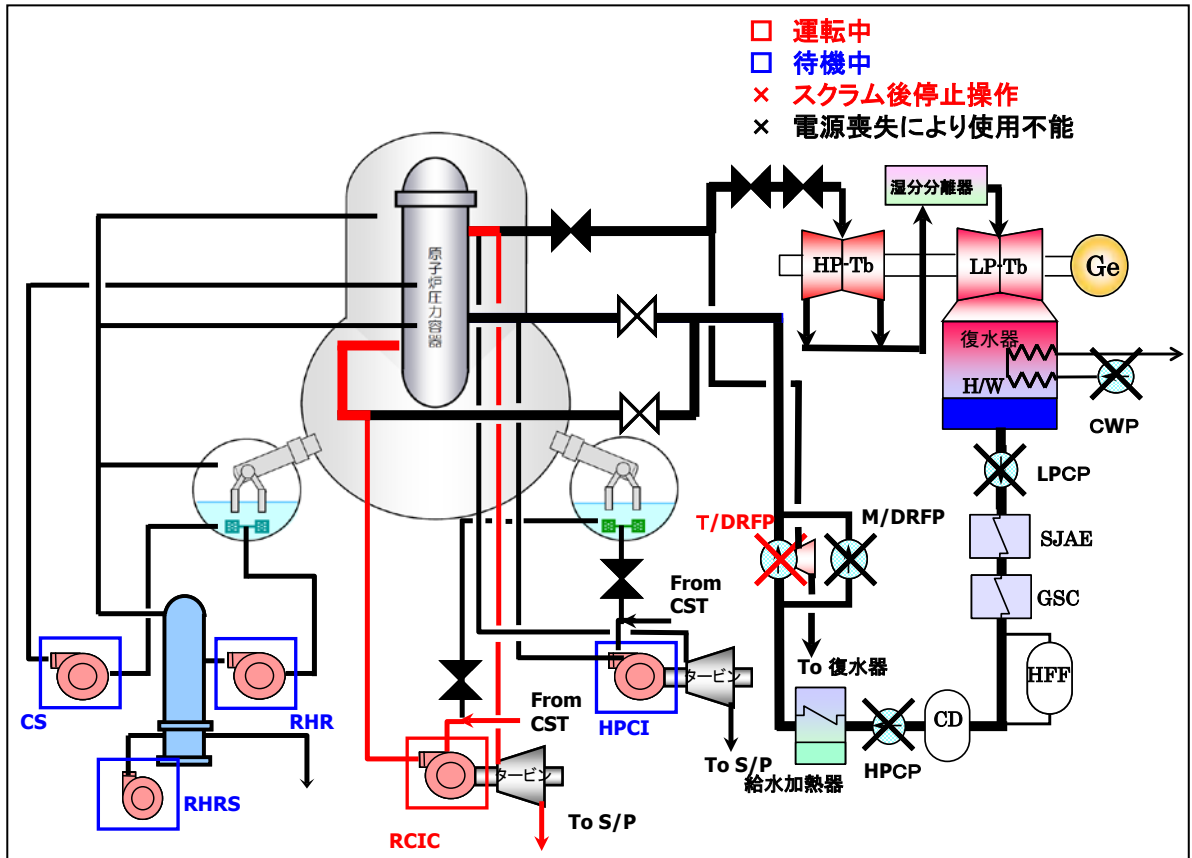 □ 運転中
□ 待機中
× スクラム後停止操作
× 電源喪失により使用不能
湿分分離器
原子炉圧力容器
HP-Tb
LP-Tb
Ge
復水器
H/W
CWP
LPCP
T/DRFP
M/DRFP
SJAE
From
CST
GSC
To 復水器
タービン
HFF
CS
RHR
From
CST
HPCI
CD
To S/P
HPCP
給水加熱器
RHRS
タービン
RCIC
To S/P